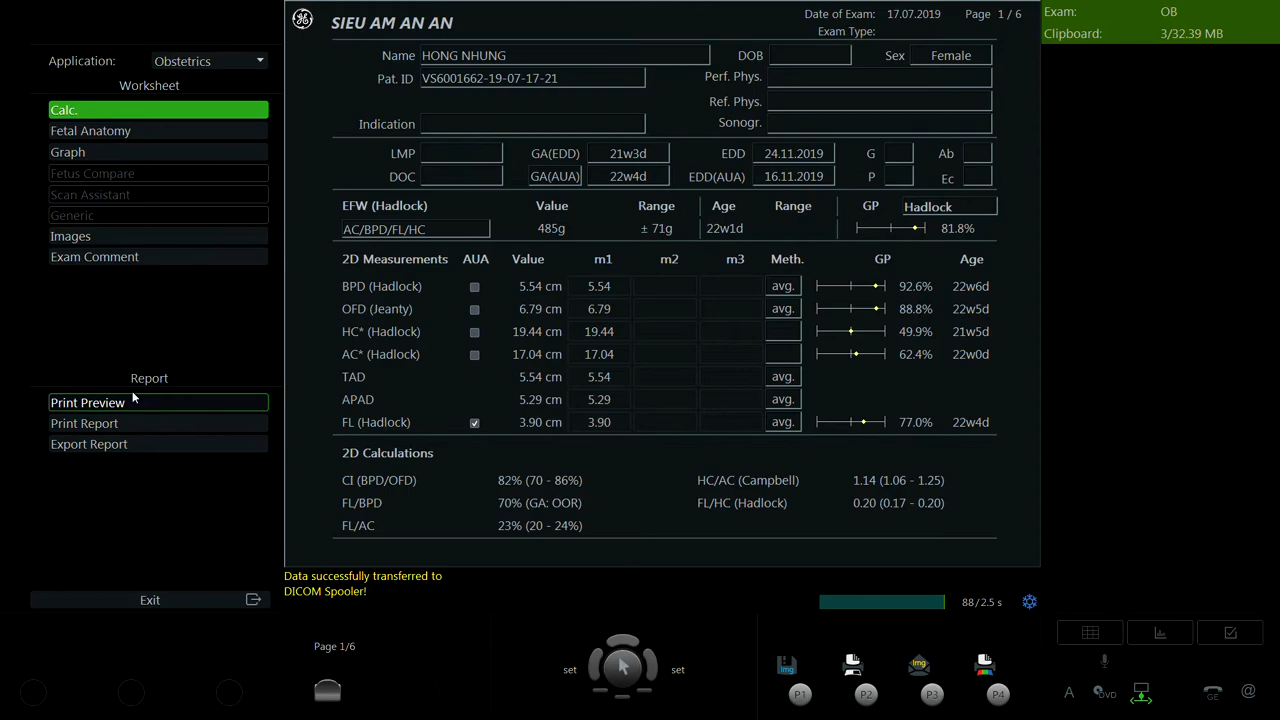 SIEU AM AN AN
Date of Exam: 17.07.2019 Page 1 / 6
Exam Type:
Exam: OB
Clipboard: 3/32.39 MB
Application: Obstetrics
Worksheet
Calc.
Fetal Anatomy
Graph
Fetus Compare
Scan Assistant
Generic
Images
Exam Comment
Report
Print Preview
Print Report
Export Report
Exit
Name HONG NHUNG DOB Sex Female
Pat. ID VS6001662-19-07-17-21 Perf. Phys.
Ref. Phys.
Indication Sonogr.
LMP GA(EDD) 21w3d EDD 24.11.2019 G Ab
DOC GA(AUA) 22w4d EDD(AUA) 16.11.2019 P Ec
EFW (Hadlock) Value Range Age Range GP Hadlock
AC/BPD/FL/HC 485g ± 71g 22w1d 81.8%
2D Measurements AUA Value m1 m2 m3 Meth. GP Age
BPD (Hadlock) 5.54 cm 5.54 avg. 92.6% 22w6d
OFD (Jeanty) 6.79 cm 6.79 avg. 88.8% 22w5d
HC* (Hadlock) 19.44 cm 19.44 49.9% 21w5d
AC* (Hadlock) 17.04 cm 17.04 62.4% 22w0d
TAD 5.54 cm 5.54 avg.
APAD 5.29 cm 5.29 avg.
FL (Hadlock) 3.90 cm 3.90 avg. 77.0% 22w4d
2D Calculations
CI (BPD/OFD) 82% (70 - 86%) HC/AC (Campbell) 1.14 (1.06 - 1.25)
FL/BPD 70% (GA: OOR) FL/HC (Hadlock) 0.20 (0.17 - 0.20)
FL/AC 23% (20 - 24%)
Data successfully transferred to
DICOM Spooler!
88/2.5 s
Page 1/6
set set
img img
P1 P2 P3 P4
A DVD GE @